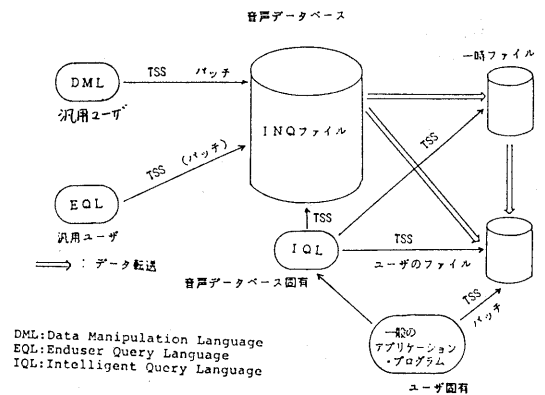 音声データベース
一時ファイル
DML
TSS バッチ
汎用ユーザ
INQファイル
TSS
EQL
TSS (バッチ)
汎用ユーザ
TSS
IQL
TSS
ユーザのファイル
⇒ : データ転送
音声データベース固有
TSS
バッチ
一般の
アプリケーション
・プログラム
ユーザ固有
DML:Data Manipulation Language
EQL:Enduser Query Language
IQL:Intelligent Query Language